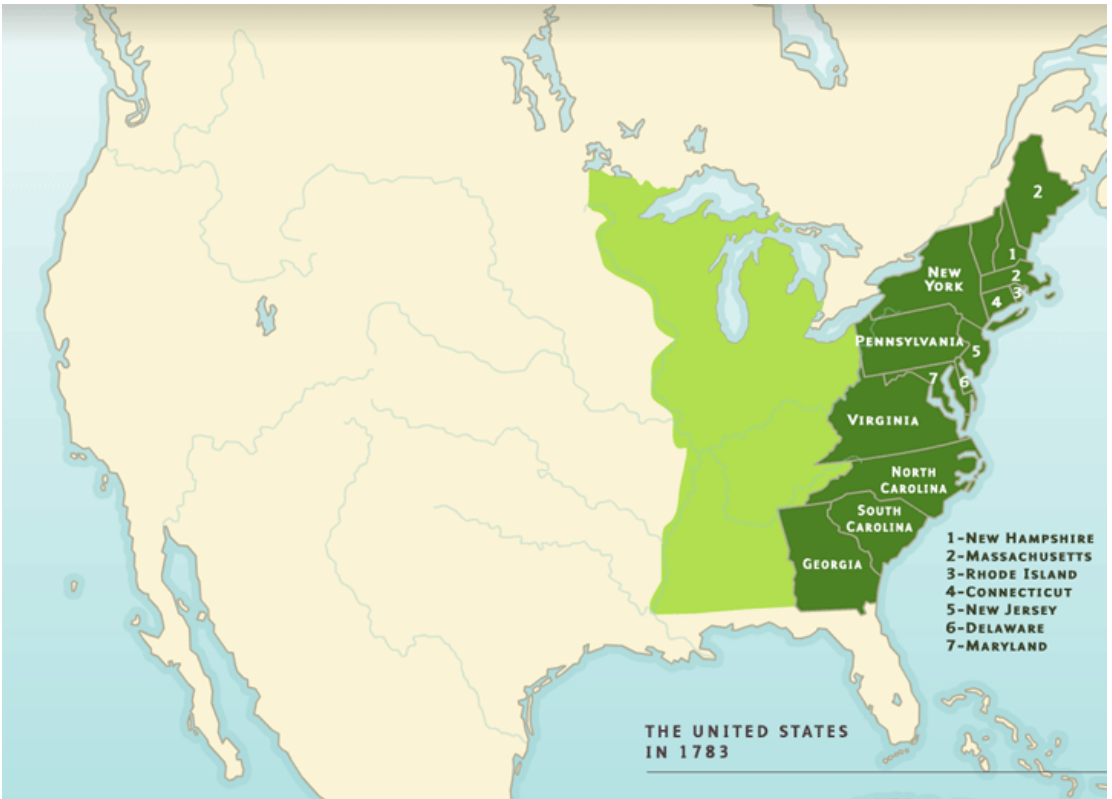 2
1
2
3
4
NEW
YORK
PENNSYLVANIA
5
7
6
VIRGINIA
NORTH
CAROLINA
SOUTH
CAROLINA
GEORGIA
1-NEW HAMPSHIRE
2-MASSACHUSETTS
3-RHODE ISLAND
4-CONNECTICUT
5-NEW JERSEY
6-DELAWARE
7-MARYLAND
THE UNITED STATES
IN 1783